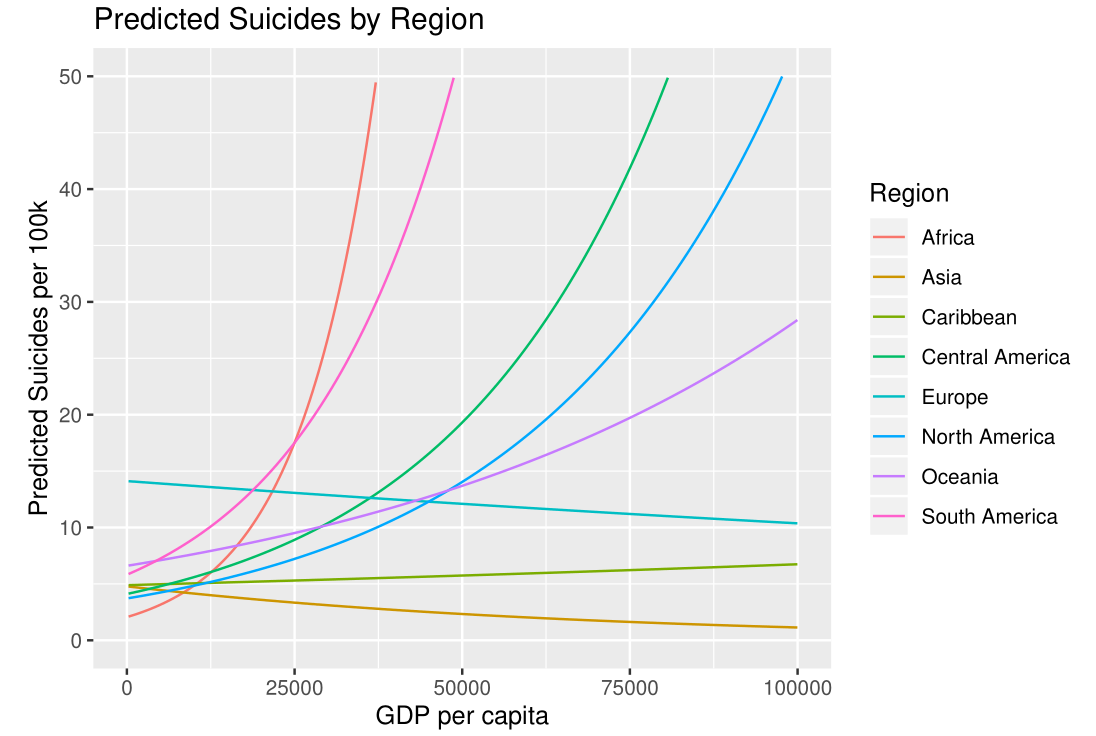 Predicted Suicides by Region
Predicted Suicides per 100k
50
40
30
20
10
0
0 25000 50000 75000 100000
GDP per capita
Region
Africa
Asia
Caribbean
Central America
Europe
North America
Oceania
South America